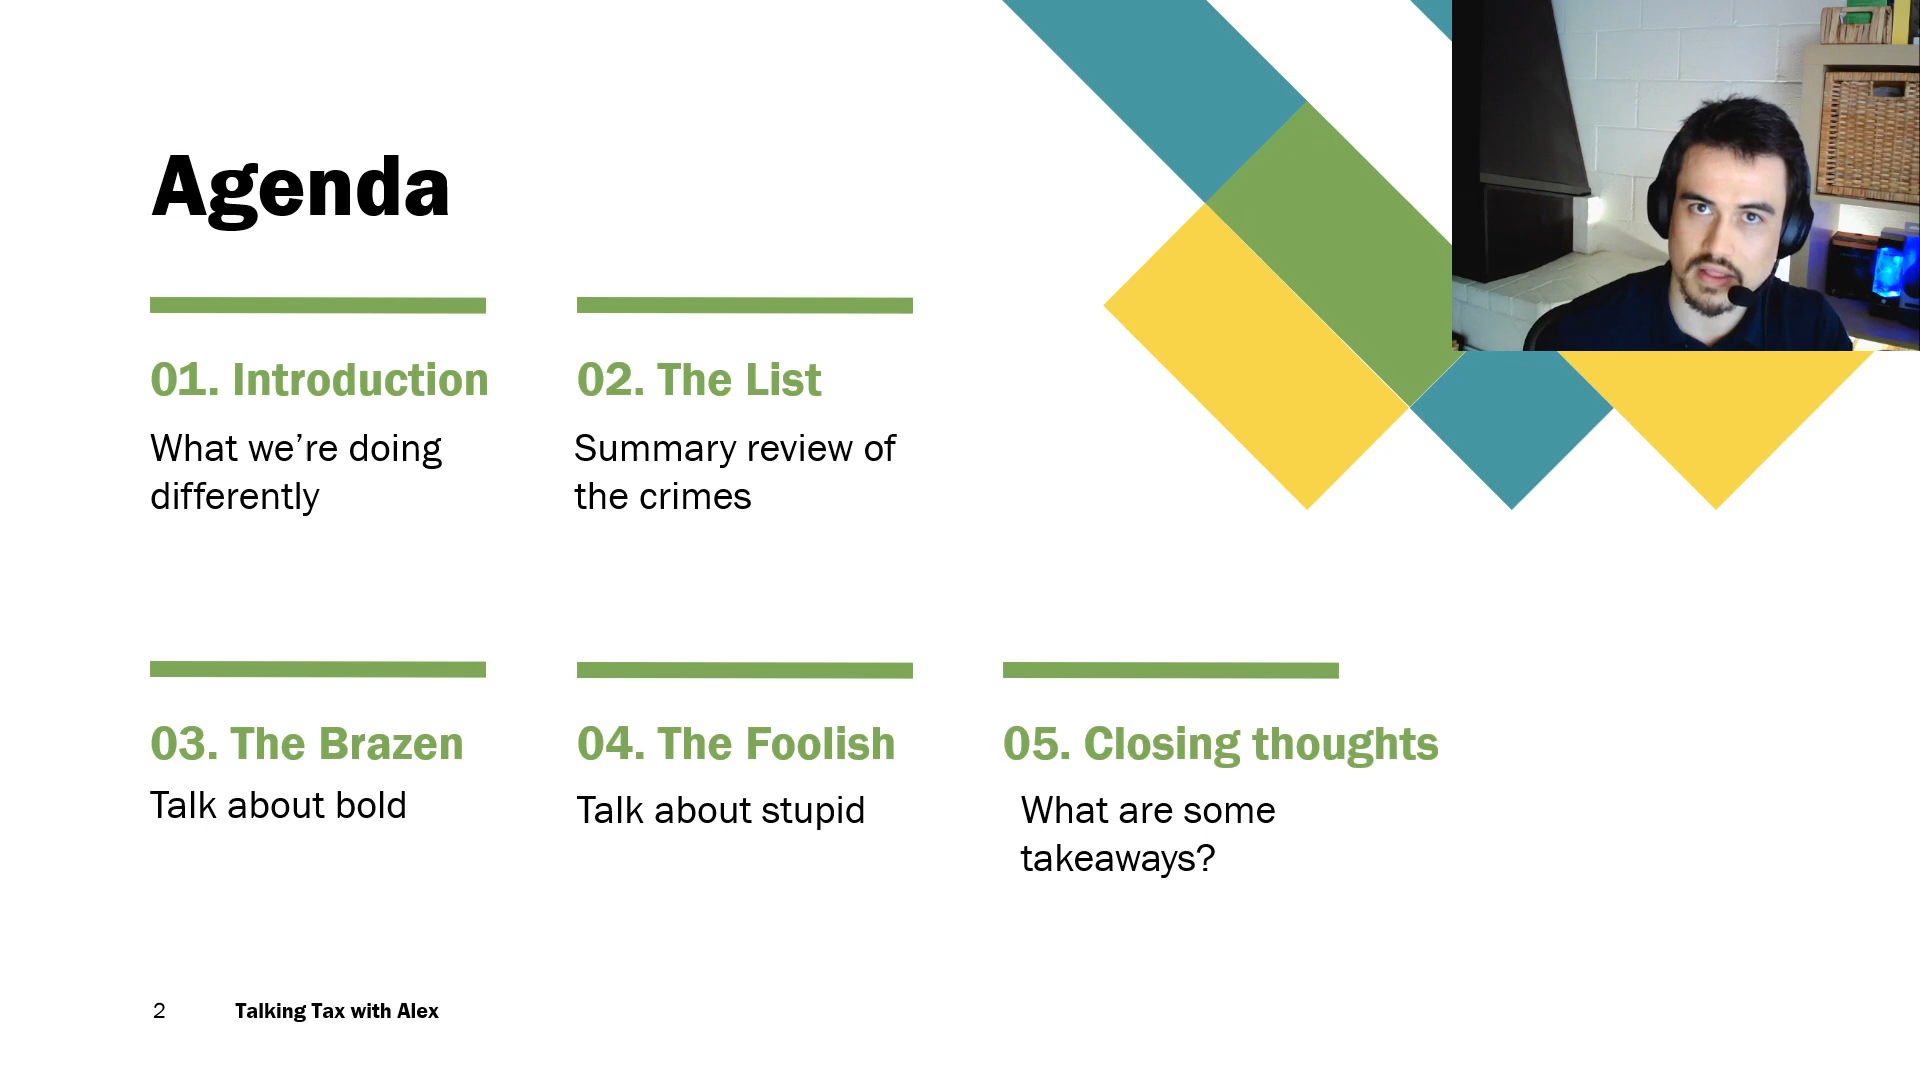 Agenda
01. Introduction
What we’re doing
differently
02. The List
Summary review of
the crimes
03. The Brazen
Talk about bold
04. The Foolish
Talk about stupid
05. Closing thoughts
What are some
takeaways?
2
Talking Tax with Alex